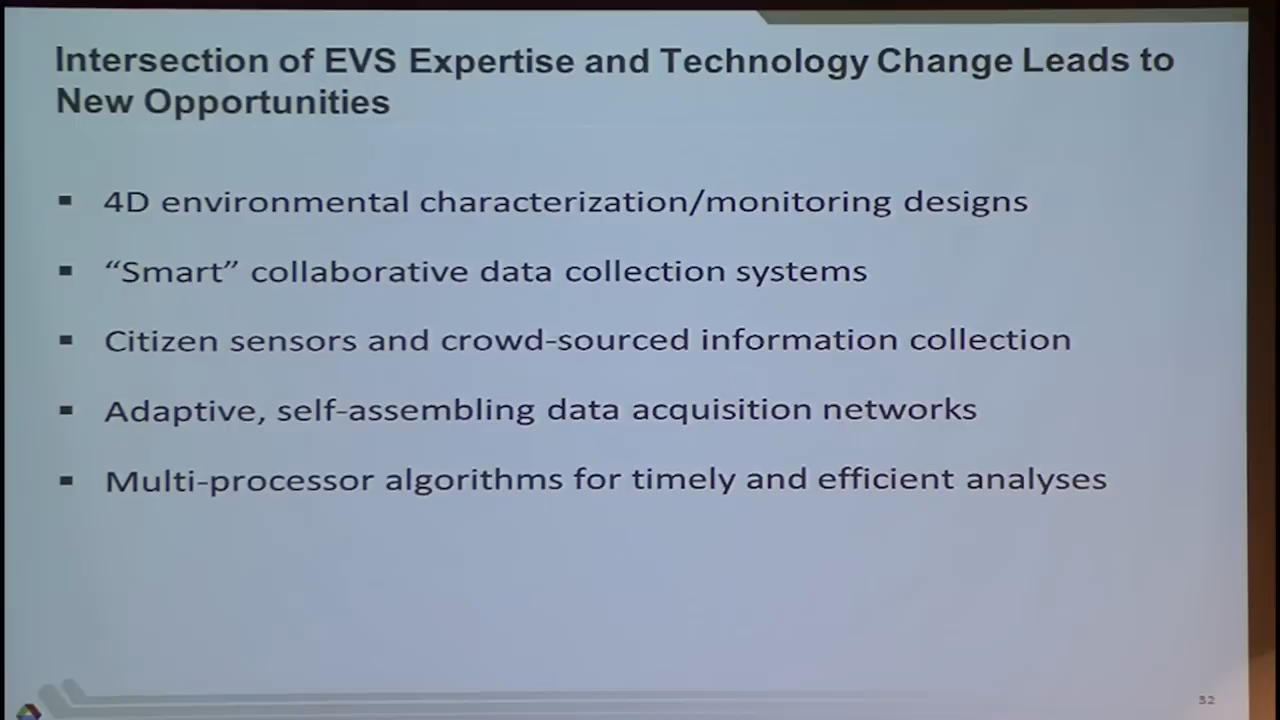 Intersection of EVS Expertise and Technology Change Leads to
New Opportunities
▪ 4D environmental characterization/monitoring designs
▪ “Smart” collaborative data collection systems
▪ Citizen sensors and crowd-sourced information collection
▪ Adaptive, self-assembling data acquisition networks
▪ Multi-processor algorithms for timely and efficient analyses
32